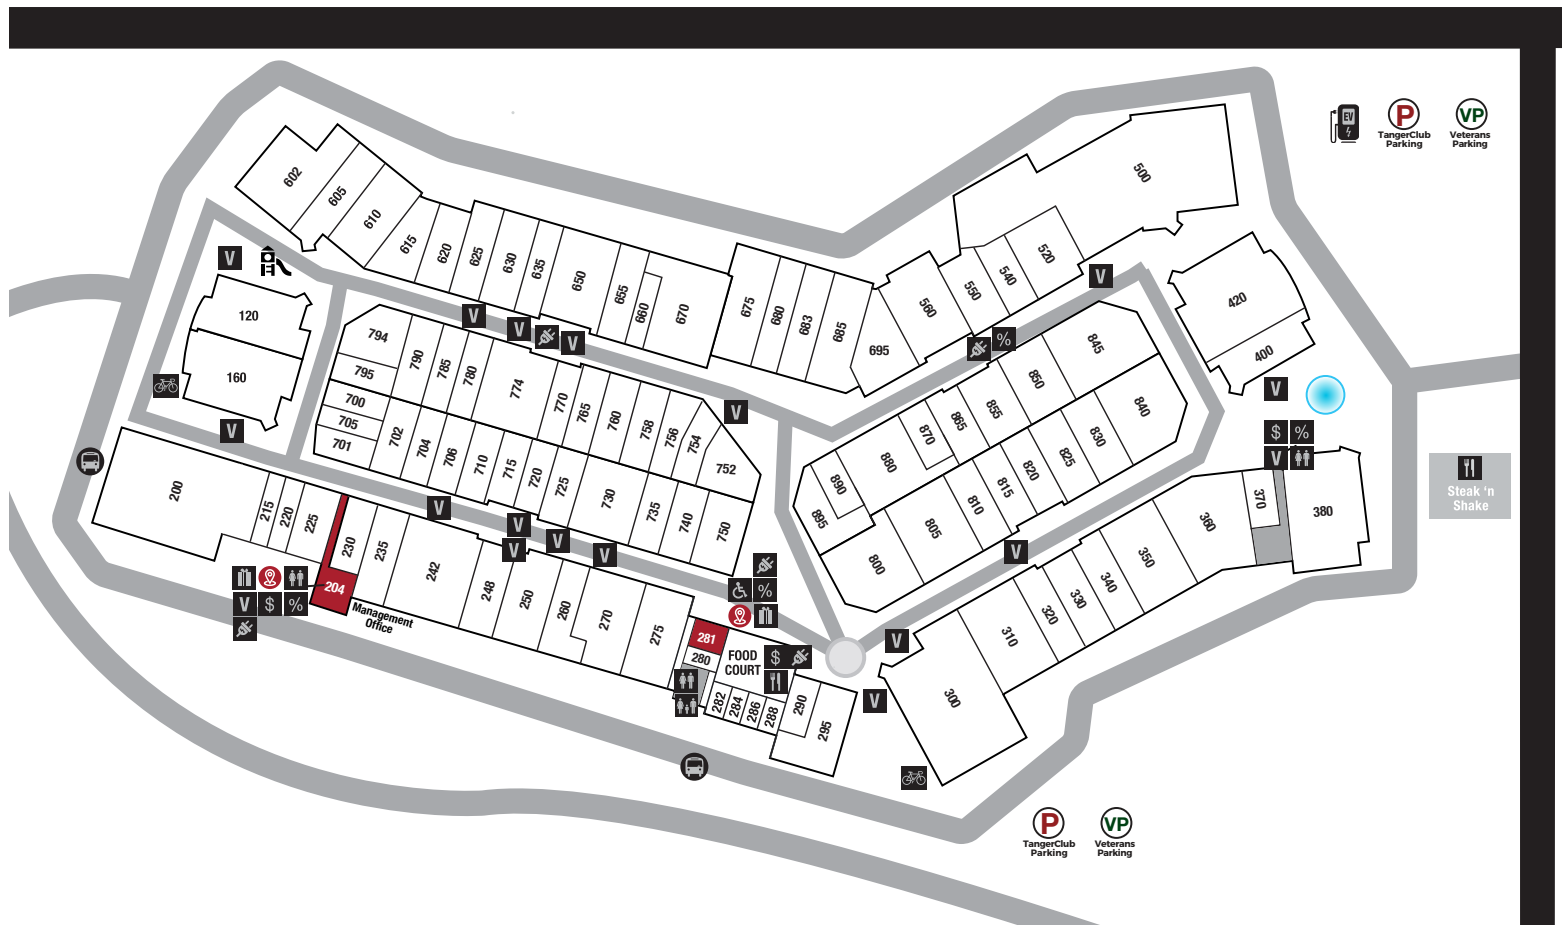 EV
P
VP
TangerClub
Parking
Veterans
Parking
500
602
605
610
615
620
625
630
635
650
655
660
670
675
680
683
685
695
560
550
540
520
V
V
420
400
120
160
V
V
V
V
V
%
794
795
790
785
780
774
770
765
760
758
756
754
752
V
700
705
701
702
704
706
710
715
720
725
730
735
740
750
845
850
855
865
870
880
890
895
840
830
825
820
815
810
805
800
V
$
%
V
370
380
360
350
340
330
320
310
300
Steak 'n
Shake
200
215
220
225
230
235
242
248
250
260
270
275
V
V
V
V
V
V
204
Management
Office
V
$
%
%
281
280
FOOD
COURT
$
282
284
286
288
290
295
V
V
P
VP
TangerClub
Parking
Veterans
Parking